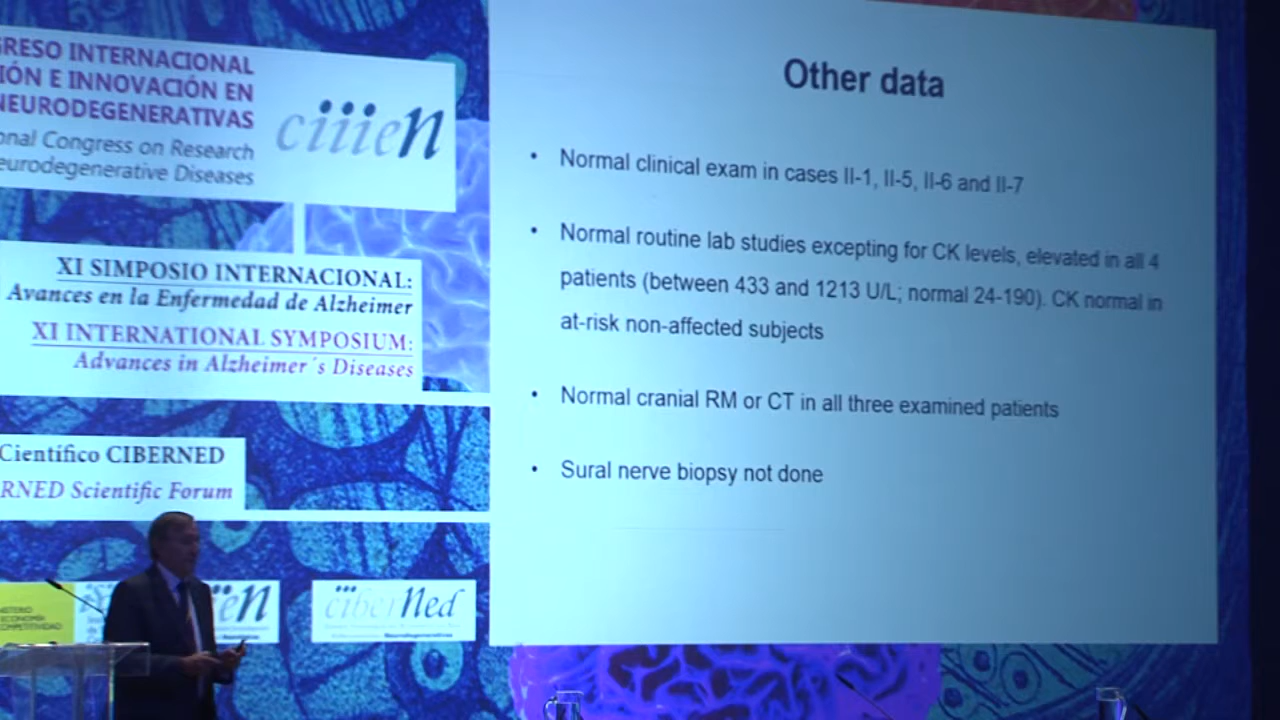 GRESO INTERNACIONAL
IÓN E INNOVACIÓN EN
NEURODEGENERATIVAS
onal Congress on Research
eurodegenerative Diseases
ciiieN
XI SIMPOSIO INTERNACIONAL:
Avances en la Enfermedad de Alzheimer
XI INTERNATIONAL SYMPOSIUM:
Advances in Alzheimer´s Diseases
Científico CIBERNED
RNED Scientific Forum
ciberNed
Other data
• Normal clinical exam in cases II-1, II-5, II-6 and II-7
• Normal routine lab studies excepting for CK levels, elevated in all 4
patients (between 433 and 1213 U/L; normal 24-190). CK normal in
at-risk non-affected subjects
• Normal cranial RM or CT in all three examined patients
• Sural nerve biopsy not done